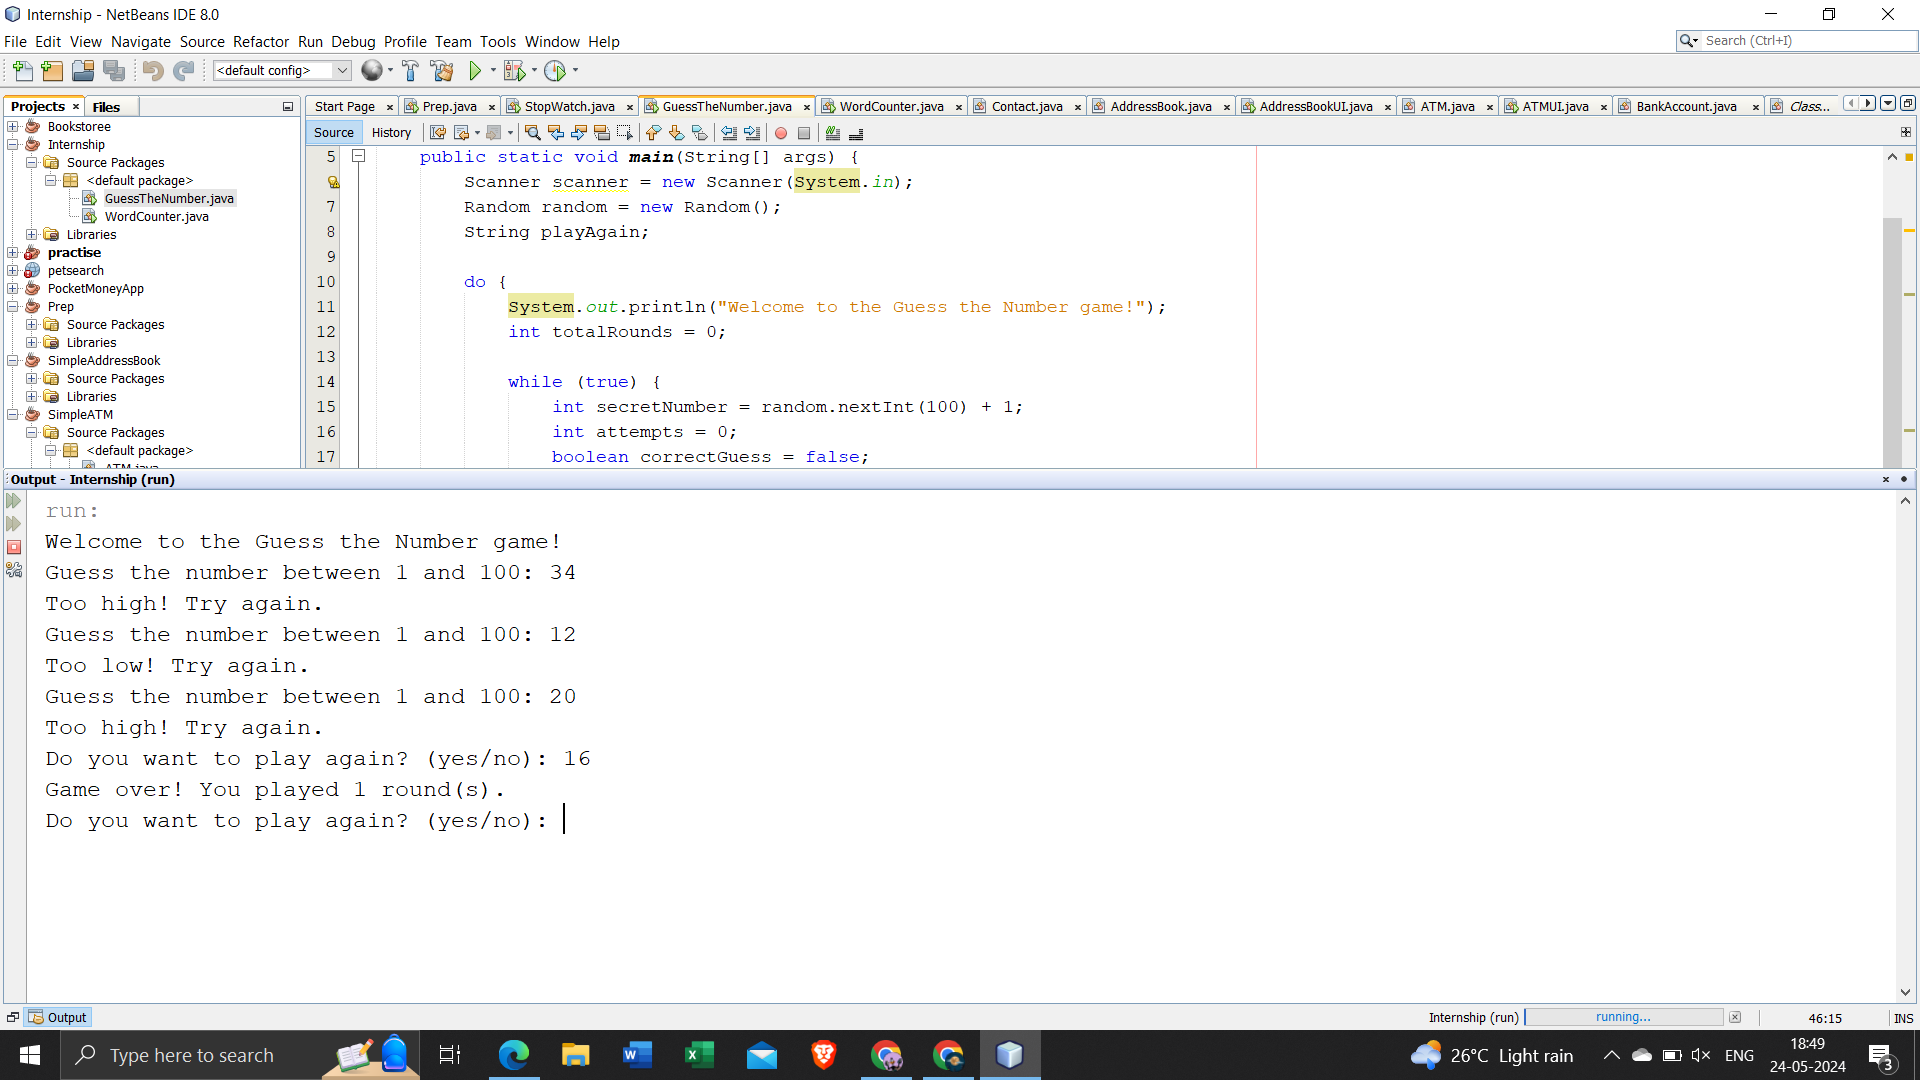 Internship - NetBeans IDE 8.0
File Edit View Navigate Source Refactor Run Debug Profile Team Tools Window Help
Search (Ctrl+I)
<default config>
Projects Files
Start Page Prep.java StopWatch.java GuessTheNumber.java WordCounter.java Contact.java AddressBook.java AddressBookUI.java ATM.java ATMUI.java BankAccount.java Class...
Source History
Bookstoree
Internship
Source Packages
<default package>
GuessTheNumber.java
WordCounter.java
Libraries
practise
petsearch
PocketMoneyApp
Prep
Source Packages
Libraries
SimpleAddressBook
Source Packages
Libraries
SimpleATM
Source Packages
<default package>
ATM.java
5 public static void main(String[] args) {
Scanner scanner = new Scanner(System.in);
7 Random random = new Random();
8 String playAgain;
9
10 do {
11 System.out.println("Welcome to the Guess the Number game!");
12 int totalRounds = 0;
13
14 while (true) {
15 int secretNumber = random.nextInt(100) + 1;
16 int attempts = 0;
17 boolean correctGuess = false;
Output - Internship (run)
run:
Welcome to the Guess the Number game!
Guess the number between 1 and 100: 34
Too high! Try again.
Guess the number between 1 and 100: 12
Too low! Try again.
Guess the number between 1 and 100: 20
Too high! Try again.
Do you want to play again? (yes/no): 16
Game over! You played 1 round(s).
Do you want to play again? (yes/no):
Output
Internship (run) running... 46:15 INS
Type here to search
26°C Light rain
ENG
18:49
24-05-2024
3